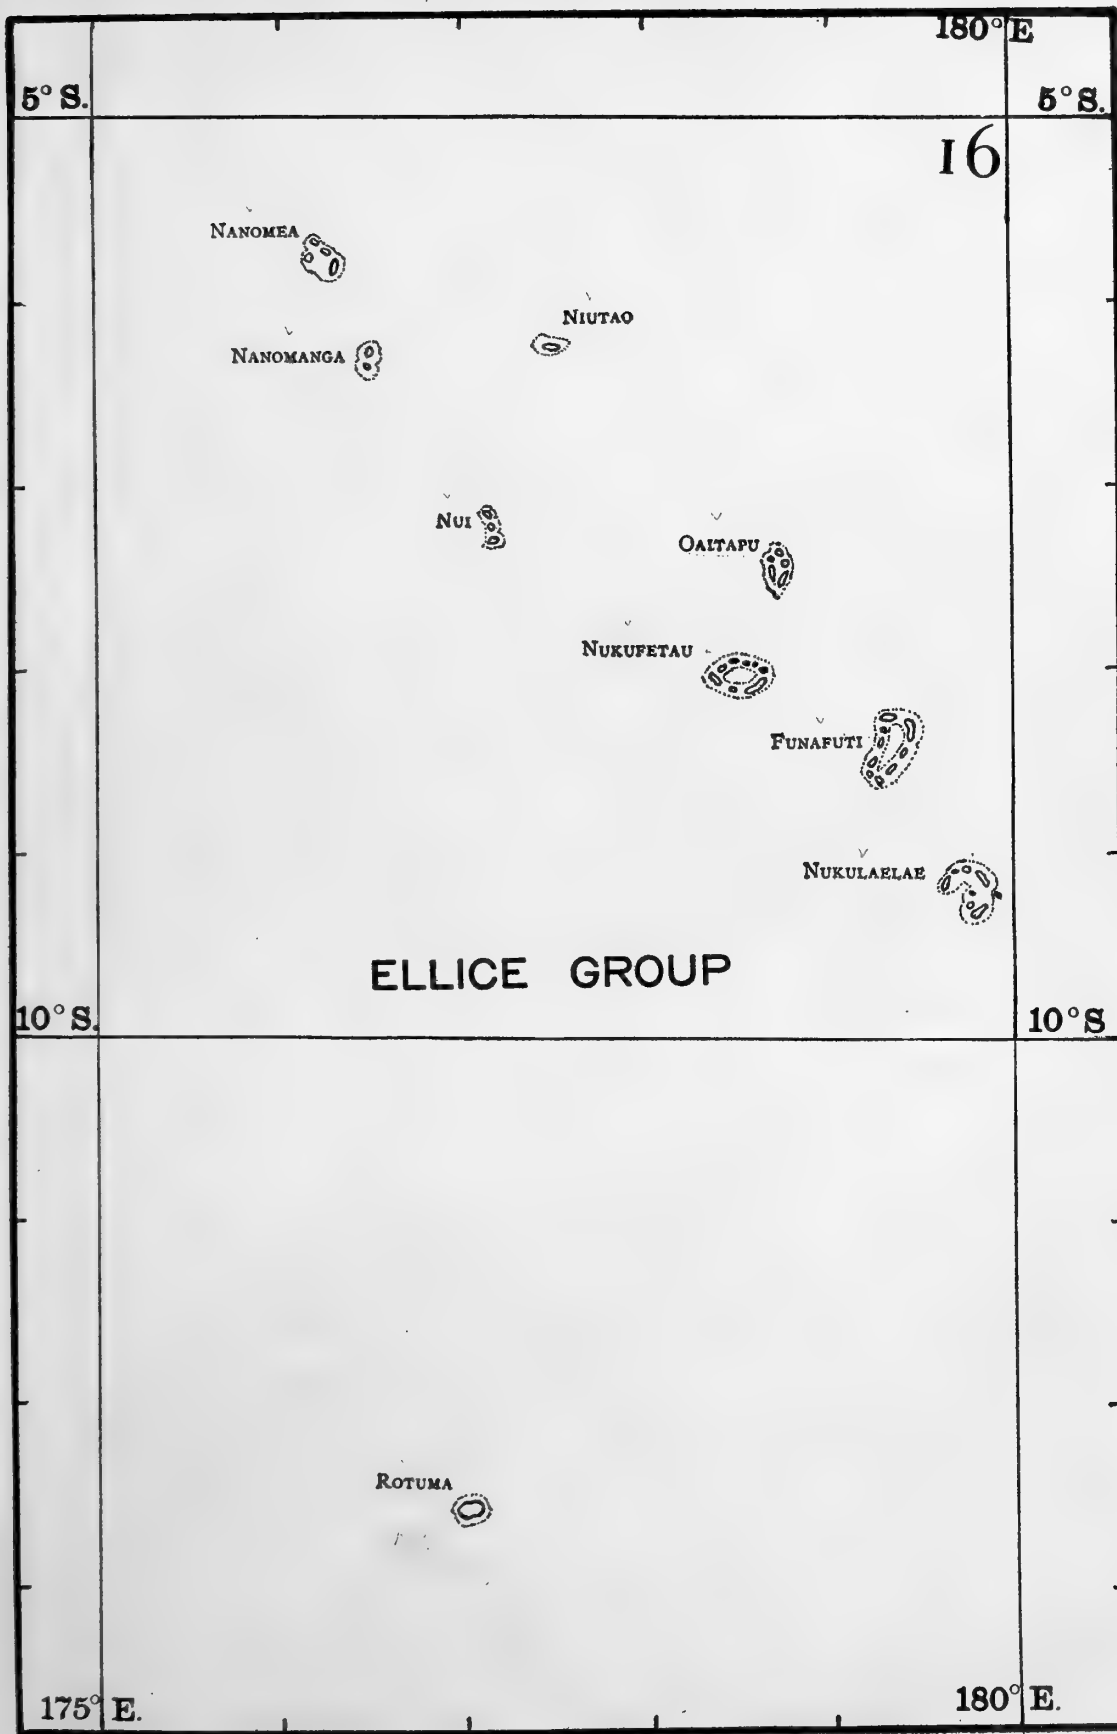 180°E
5° S.
5° S.
16
NANOMEA
NIUTAO
NANOMANGA
NUI
OAITAPU
NUKUFETAU
FUNAFUTI
NUKULAELAE
ELLICE GROUP
10° S.
10° S
ROTUMA
175° E.
180° E.